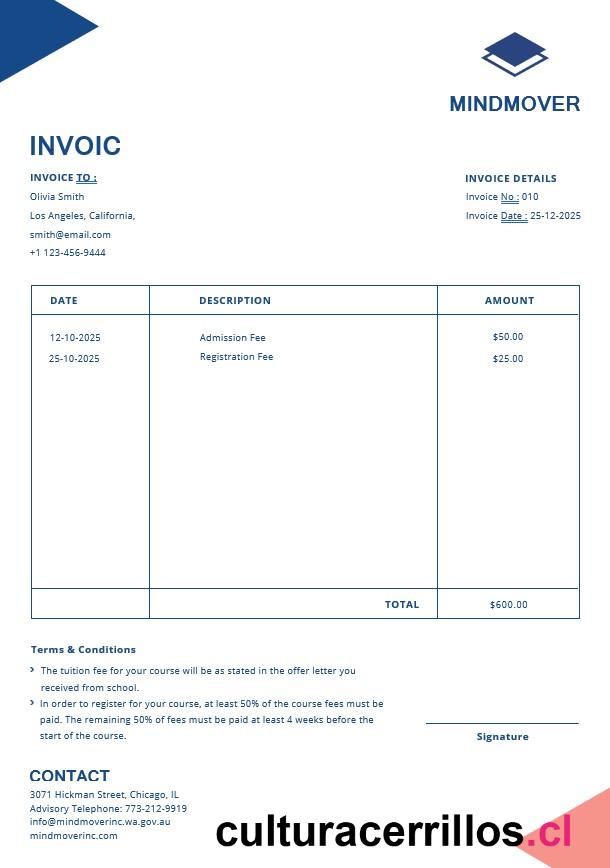 MINDMOVER
INVOIC
INVOICE TO :
Olivia Smith
Los Angeles, California,
smith@email.com
+1 123-456-9444
INVOICE DETAILS
Invoice No : 010
Invoice Date : 25-12-2025
DATE DESCRIPTION AMOUNT
12-10-2025 Admission Fee $50.00
25-10-2025 Registration Fee $25.00
TOTAL $600.00
Terms & Conditions
› The tuition fee for your course will be as stated in the offer letter you
received from school.
› In order to register for your course, at least 50% of the course fees must be
paid. The remaining 50% of fees must be paid at least 4 weeks before the
start of the course.
Signature
CONTACT
3071 Hickman Street, Chicago, IL
Advisory Telephone: 773-212-9919
info@mindmoverinc.wa.gov.au
mindmoverinc.com
culturacerrillos.cl